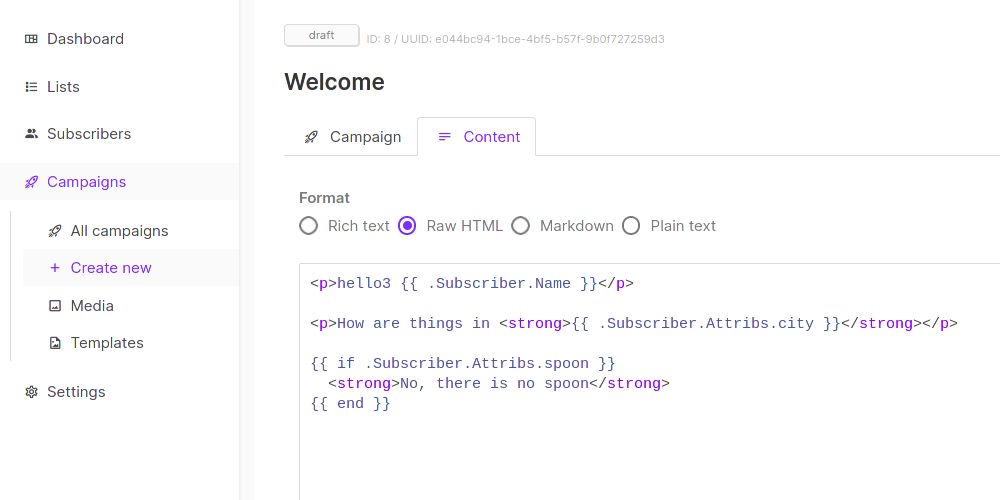 Dashboard
Lists
Subscribers
Campaigns
All campaigns
Create new
Media
Templates
Settings
draft
ID: 8 / UUID: e044bc94-1bce-4bf5-b57f-9b0f727259d3
Welcome
Campaign
Content
Format
Rich text Raw HTML Markdown Plain text
<p>hello3 {{ .Subscriber.Name }}</p>
<p>How are things in <strong>{{ .Subscriber.Attribs.city }}</strong></p>
{{ if .Subscriber.Attribs.spoon }}
<strong>No, there is no spoon</strong>
{{ end }}